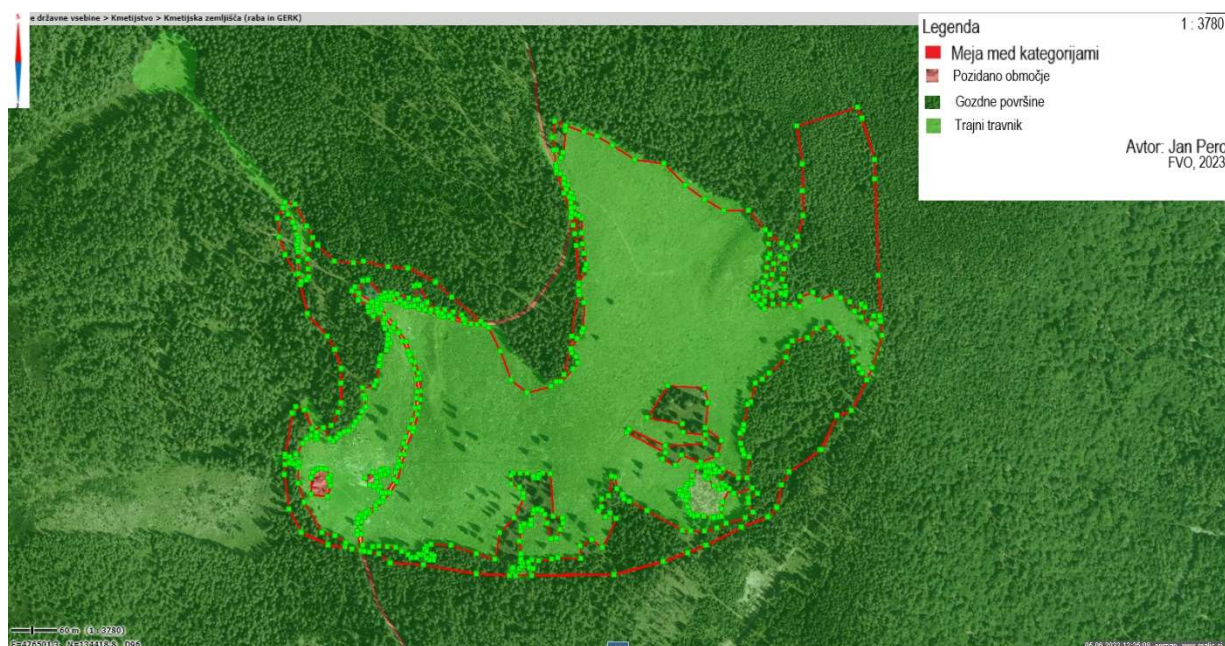 e državne vsebine > Kmetijstvo > Kmetijska zemljišča (raba in GERK)
Legenda
1 : 3780
Meja med kategorijami
Pozidano območje
Gozdne površine
Trajni travnik
Avtor: Jan Perc
FVO, 2023
60 m (1:3780)